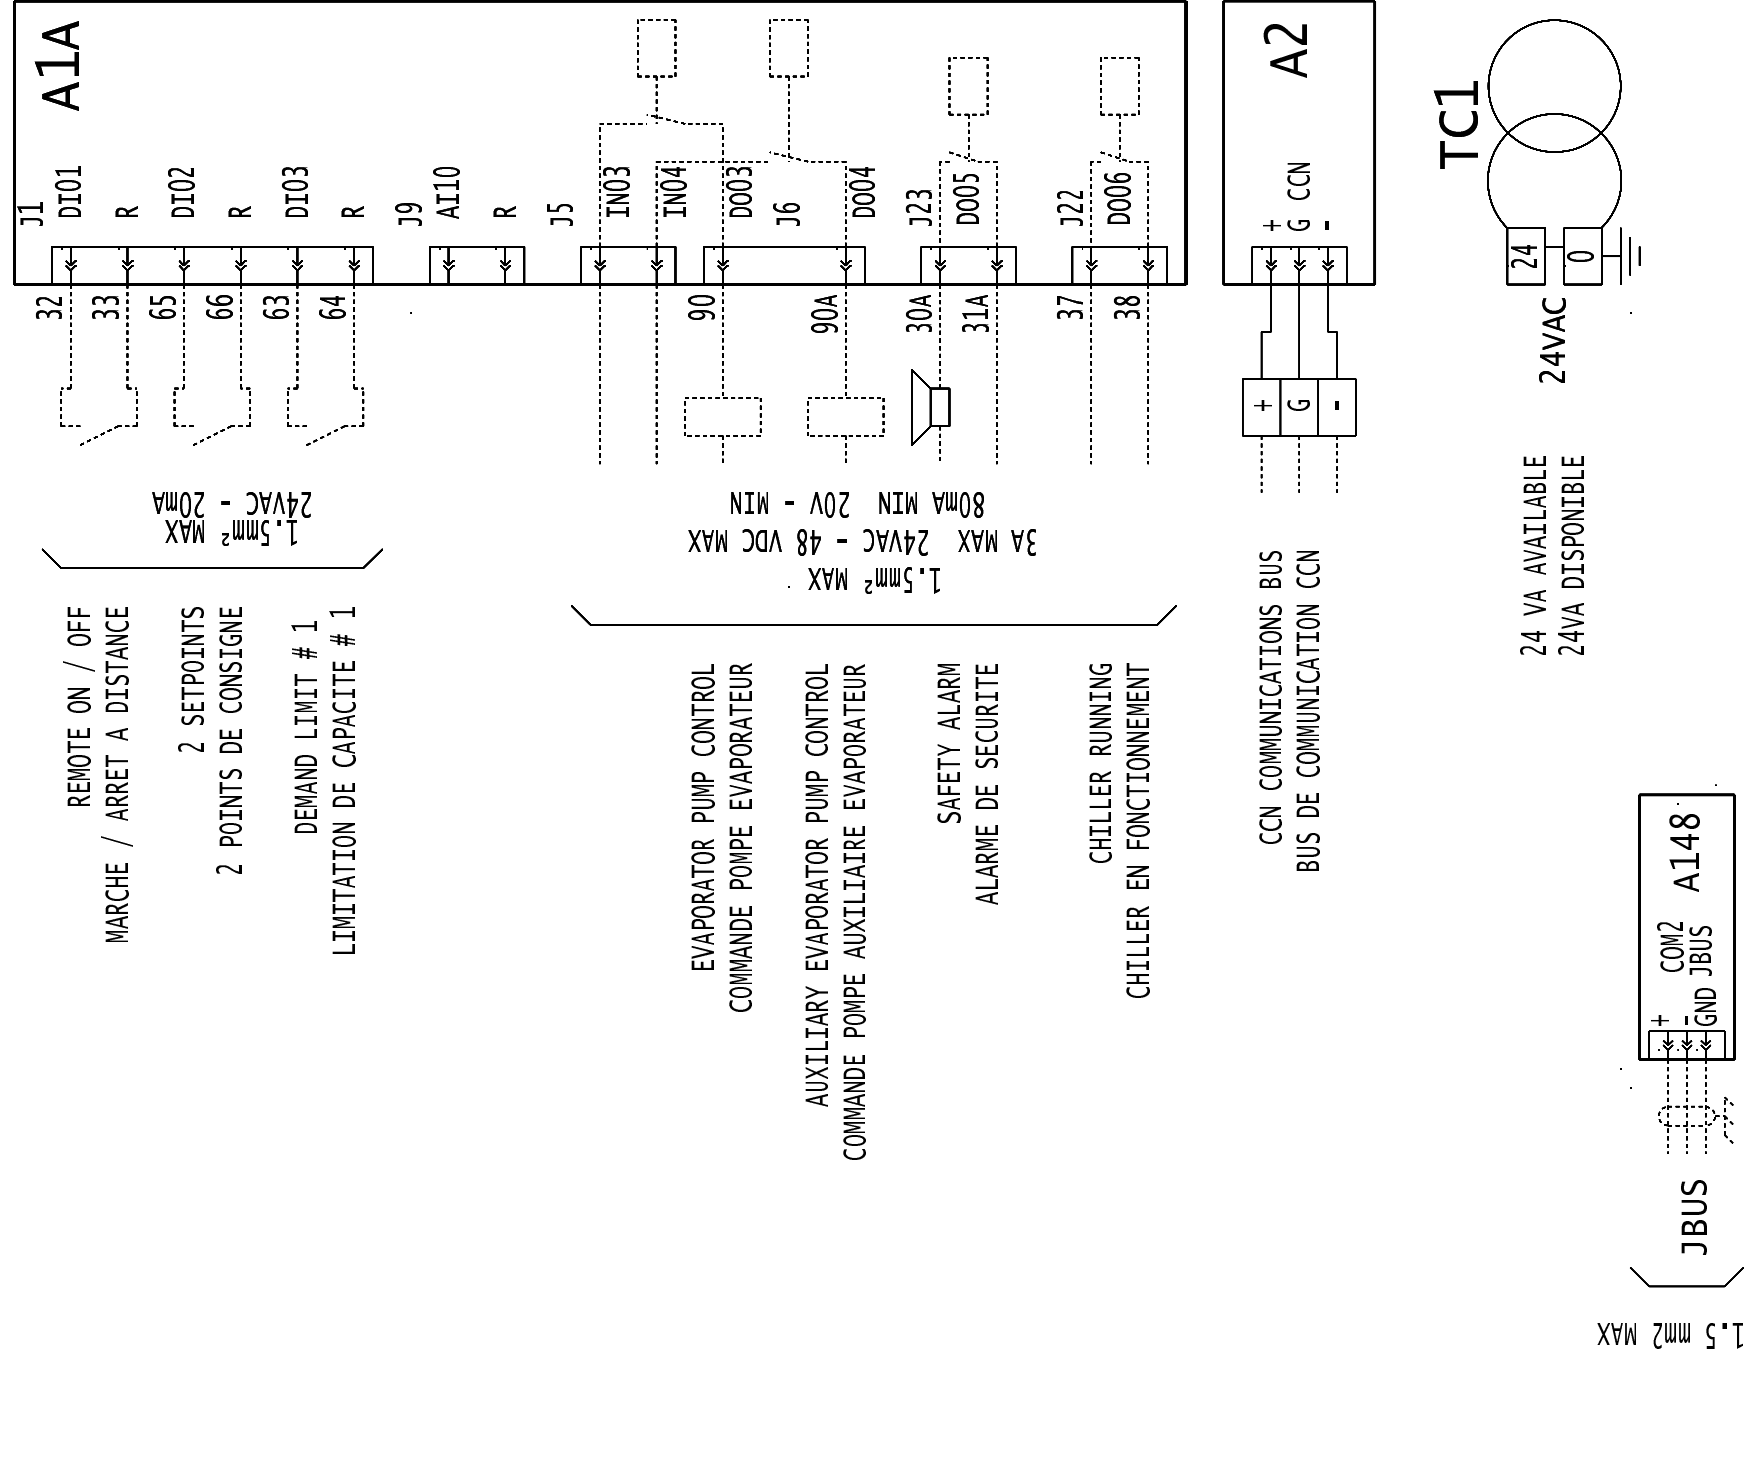 A1A
J1
DI01
R
DI02
R
DI03
R
J9
AI10
R
J5
IN03
IN04
DO03
J6
DO04
J23
DO05
J22
DO06
32
33
65
66
63
64
90
90A
30A
31A
37
38
24VAC - 20mA
1.5mm² MAX
80mA MIN 20V - MIN
3A MAX 24VAC - 48 VDC MAX
1.5mm² MAX
REMOTE ON / OFF
MARCHE / ARRET A DISTANCE
2 SETPOINTS
2 POINTS DE CONSIGNE
DEMAND LIMIT # 1
LIMITATION DE CAPACITE # 1
EVAPORATOR PUMP CONTROL
COMMANDE POMPE EVAPORATEUR
AUXILIARY EVAPORATOR PUMP CONTROL
COMMANDE POMPE AUXILIAIRE EVAPORATEUR
SAFETY ALARM
ALARME DE SECURITE
CHILLER RUNNING
CHILLER EN FONCTIONNEMENT
A2
CCN
+
G
-
+
G
-
CCN COMMUNICATIONS BUS
BUS DE COMMUNICATION CCN
TC1
24
0
24VAC
24 VA AVAILABLE
24VA DISPONIBLE
A148
COM2
JBUS
+
-
GND
JBUS
1.5 mm2 MAX